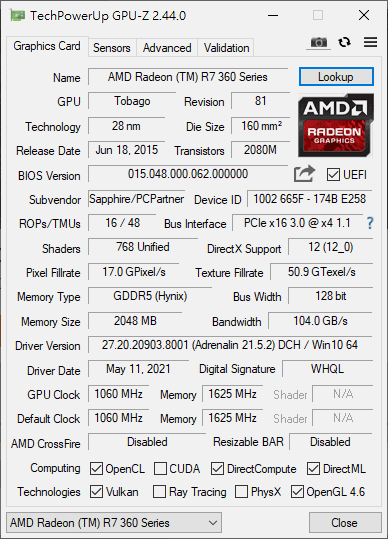 TechPowerUp GPU-Z 2.44.0
Graphics Card Sensors Advanced Validation
Name AMD Radeon (TM) R7 360 Series Lookup
GPU Tobago Revision 81
Technology 28 nm Die Size 160 mm²
Release Date Jun 18, 2015 Transistors 2080M
AMD
RADEON
GRAPHICS
BIOS Version 015.048.000.062.000000 UEFI
Subvendor Sapphire/PCPartner Device ID 1002 665F - 174B E258
ROPs/TMUs 16 / 48 Bus Interface PCIe x16 3.0 @ x4 1.1 ?
Shaders 768 Unified DirectX Support 12 (12_0)
Pixel Fillrate 17.0 GPixel/s Texture Fillrate 50.9 GTexel/s
Memory Type GDDR5 (Hynix) Bus Width 128 bit
Memory Size 2048 MB Bandwidth 104.0 GB/s
Driver Version 27.20.20903.8001 (Adrenalin 21.5.2) DCH / Win10 64
Driver Date May 11, 2021 Digital Signature WHQL
GPU Clock 1060 MHz Memory 1625 MHz Shader N/A
Default Clock 1060 MHz Memory 1625 MHz Shader N/A
AMD CrossFire Disabled Resizable BAR Disabled
Computing OpenCL CUDA DirectCompute DirectML
Technologies Vulkan Ray Tracing PhysX OpenGL 4.6
AMD Radeon (TM) R7 360 Series Close